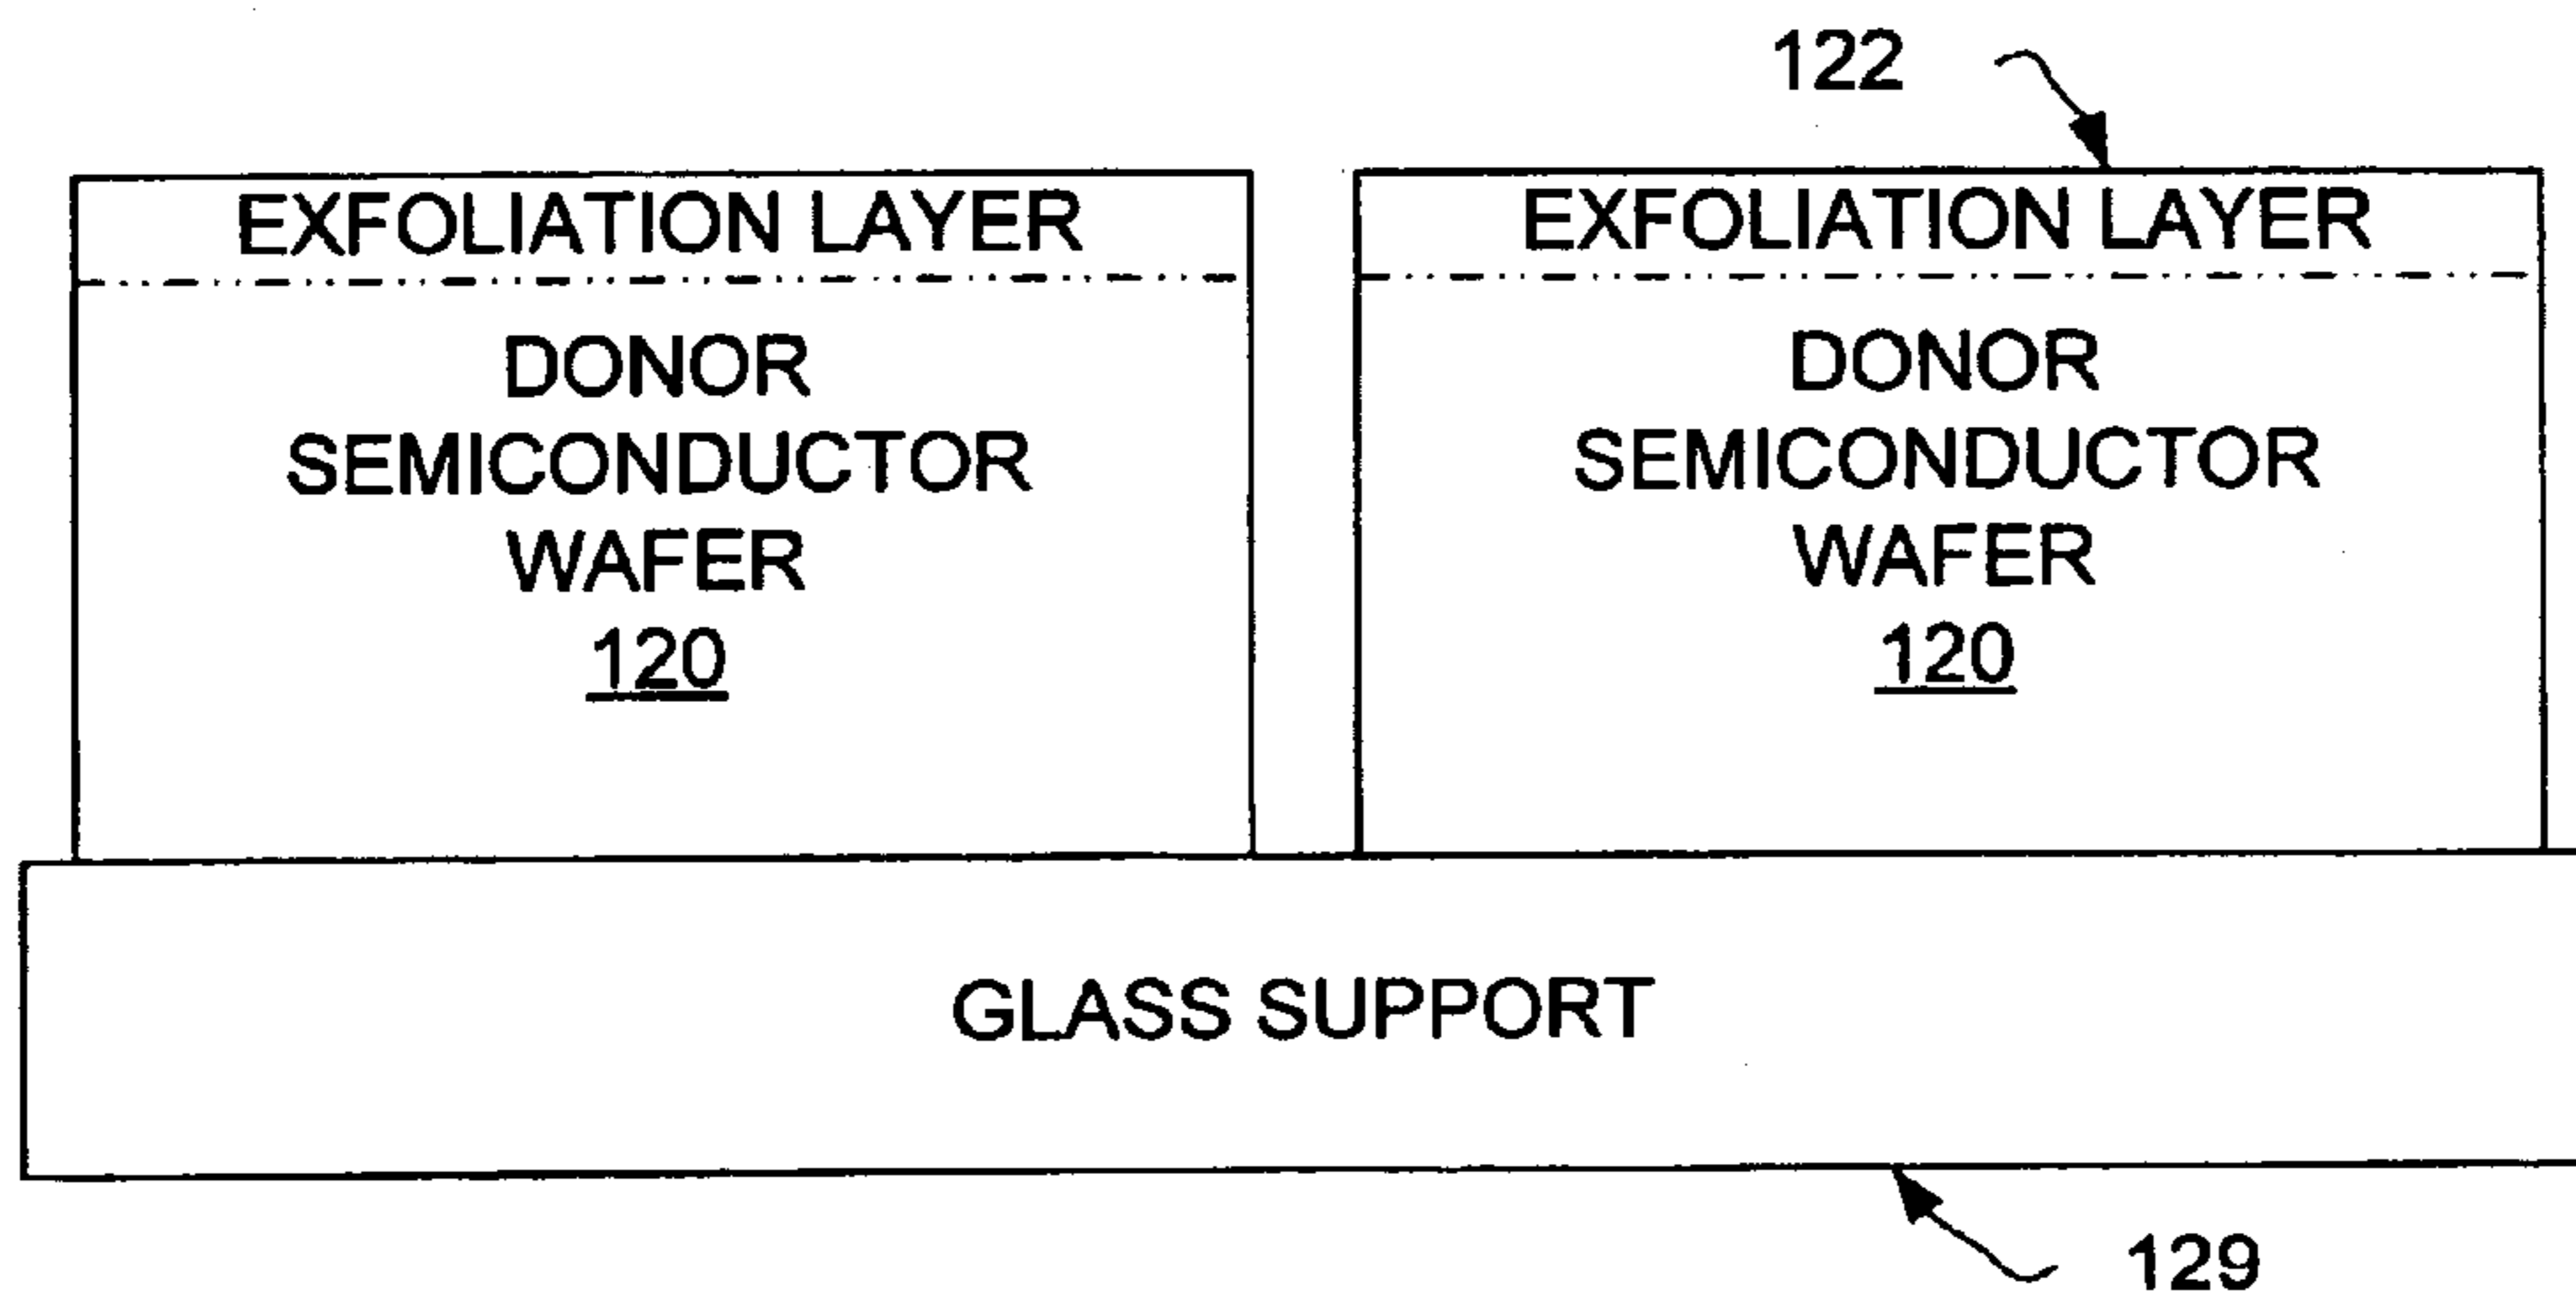 122
EXFOLIATION LAYER
DONOR
SEMICONDUCTOR
WAFER
120
EXFOLIATION LAYER
DONOR
SEMICONDUCTOR
WAFER
120
GLASS SUPPORT
129